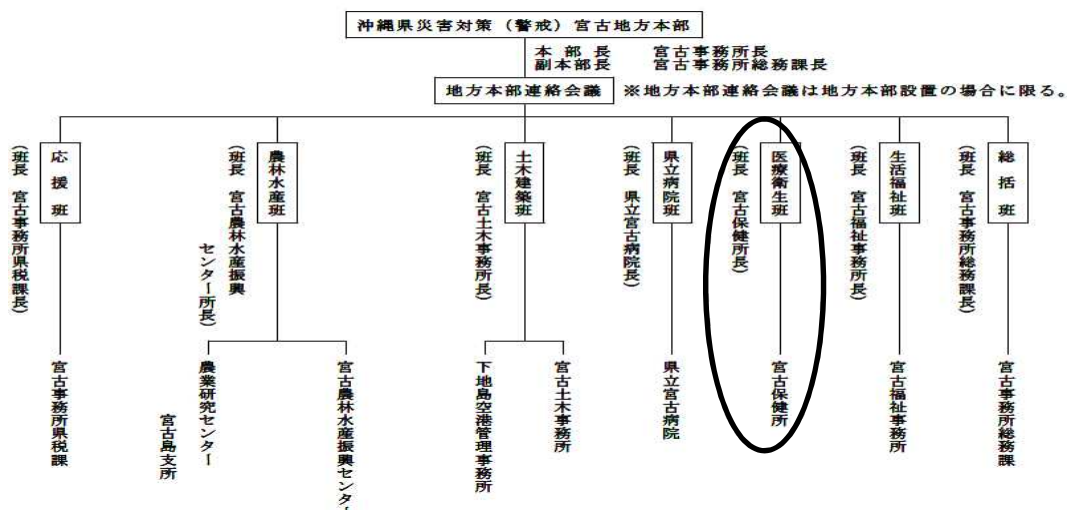 沖縄県災害対策（警戒）宮古地方本部
本部長　宮古事務所長
副本部長　宮古事務所総務課長
地方本部連絡会議
※地方本部連絡会議は地方本部設置の場合に限る。
総括班
（班長　宮古事務所総務課長）
宮古事務所総務課
生活福祉班
（班長　宮古福祉事務所長）
宮古福祉事務所
医療衛生班
（班長　宮古保健所長）
宮古保健所
県立病院班
（班長　県立宮古病院長）
県立宮古病院
土木建築班
（班長　宮古土木事務所長）
宮古土木事務所
下地島空港管理事務所
農林水産班
（班長　宮古農林水産振興
センター所長）
宮古農林水産振興センター
農業研究センター
宮古島支所
応援班
（班長　宮古事務所県税課長）
宮古事務所県税課